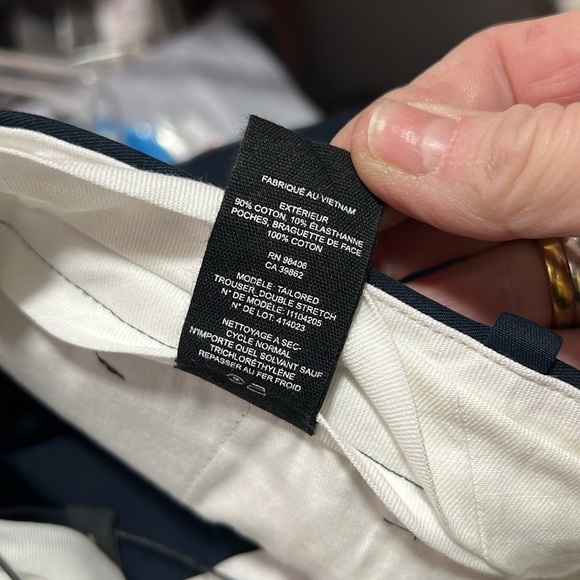 FABRIQUÉ AU VIETNAM
EXTÉRIEUR
90% COTON, 10% ÉLASTHANNE
POCHES, BRAGUETTE DE FACE
100% COTON
RN 98406
CA 39862
MODÈLE: TAILORED
TROUSER_DOUBLE STRETCH
N° DE MODÈLE: I1104205
N° DE LOT: 414023
NETTOYAGE A SEC-
CYCLE NORMAL
N'IMPORTE QUEL SOLVANT SAUF
TRICHLORÉTHYLÈNE
REPASSER AU FER FROID